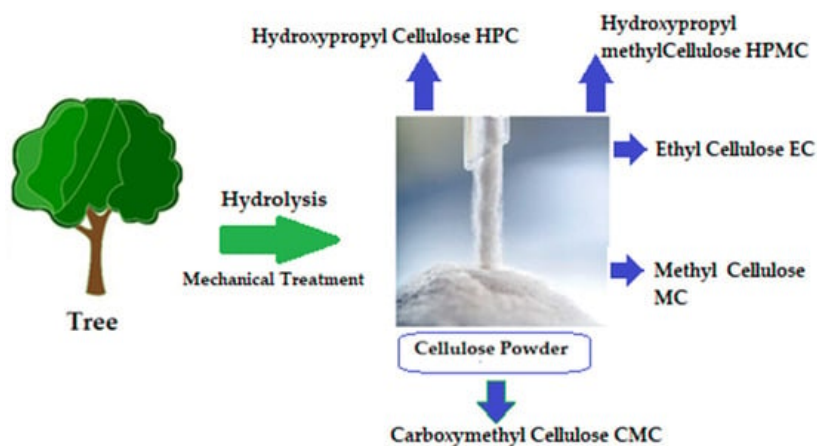 Hydroxypropyl Cellulose HPC
Hydroxypropyl
methylCellulose HPMC
Ethyl Cellulose EC
Hydrolysis
Mechanical Treatment
Methyl Cellulose
MC
Tree
Cellulose Powder
Carboxymethyl Cellulose CMC